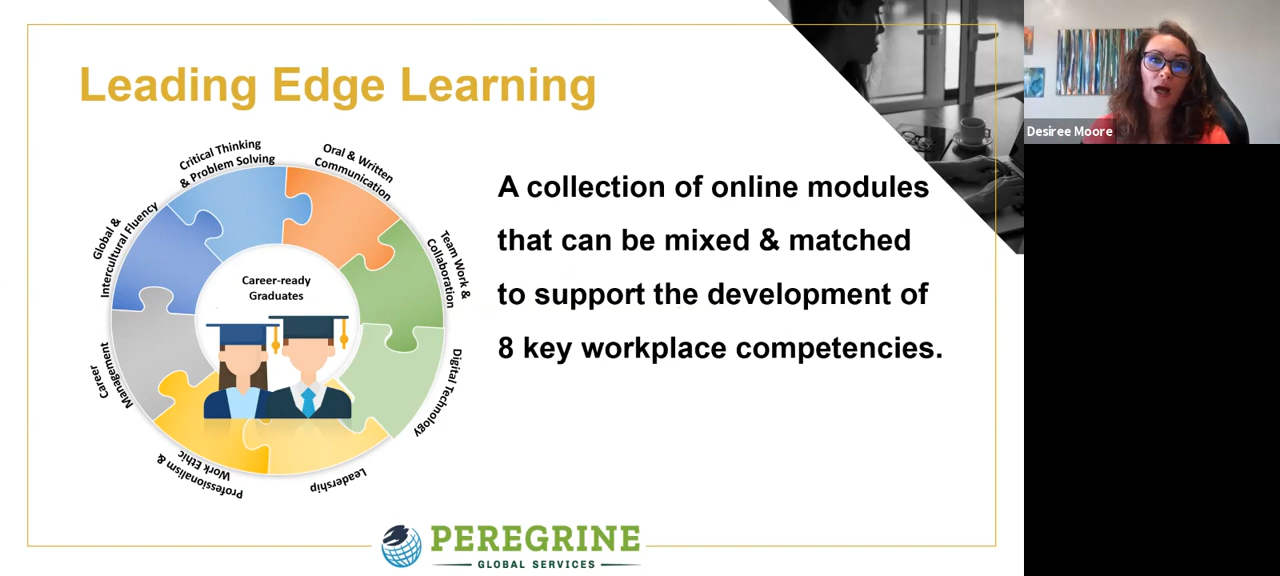 Leading Edge Learning
Critical Thinking
& Problem Solving
Oral & Written
Communication
Team Work &
Collaboration
Digital Technology
Leadership
Professionalism &
Work Ethic
Career
Management
Global &
Intercultural Fluency
Career-ready
Graduates
A collection of online modules
that can be mixed & matched
to support the development of
8 key workplace competencies.
PEREGRINE
GLOBAL SERVICES
Desiree Moore